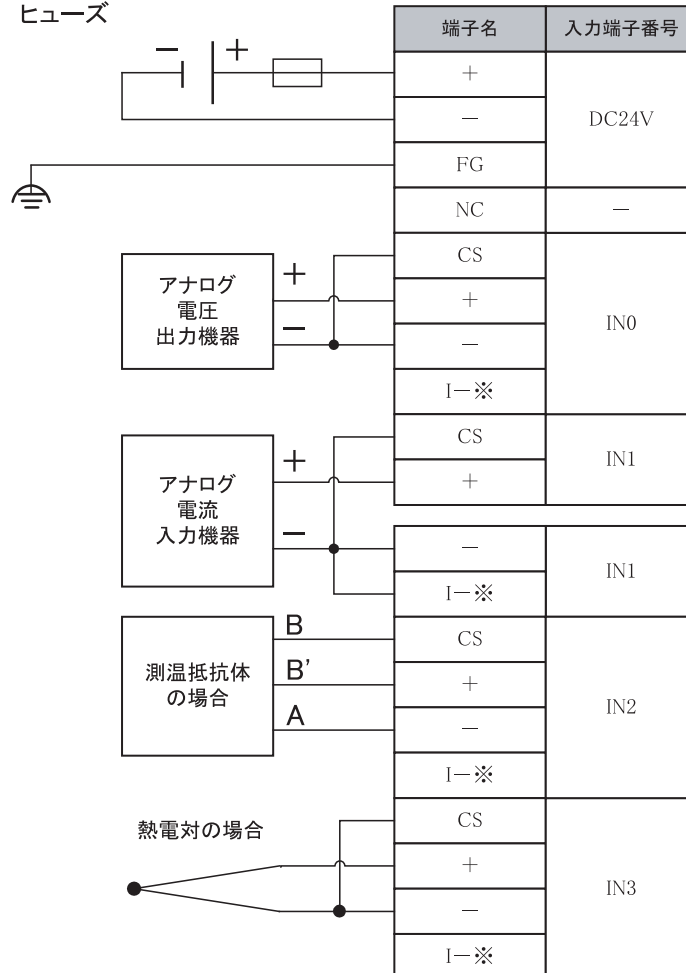 ヒューズ
端子名 入力端子番号
− +
+
− DC24V
FG
NC −
CS
アナログ
電圧
出力機器
+
−
+
− IN0
I−※
CS
アナログ
電流
入力機器
+
−
+ IN1
− IN1
I−※
測温抵抗体
の場合
B
B'
A
CS
+
− IN2
I−※
熱電対の場合
CS
+
− IN3
I−※